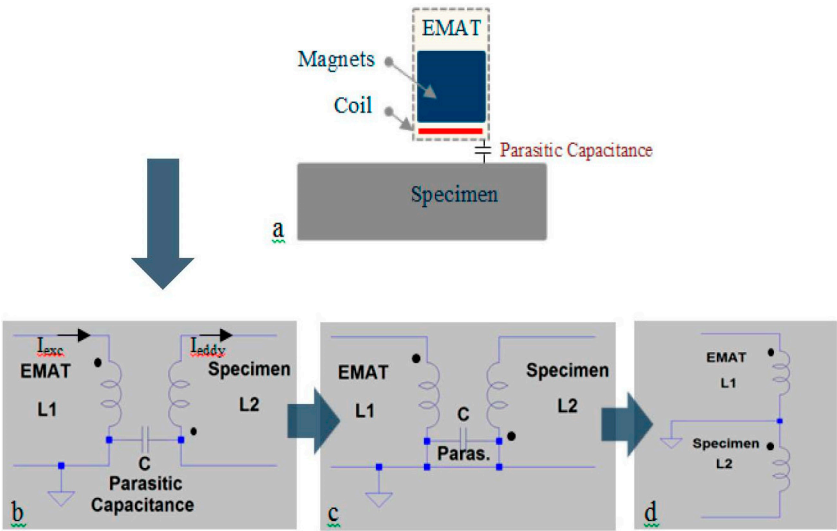 EMAT
Magnets
Coil
Parasitic Capacitance
Specimen
a
Iexc
Ieddy
EMAT
L1
Specimen
L2
C
Parasitic
Capacitance
b
EMAT
L1
Specimen
L2
C
Paras.
c
EMAT
L1
Specimen
L2
d